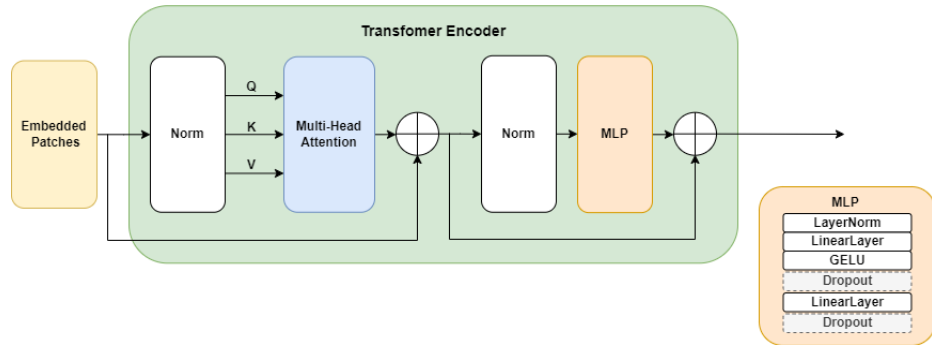 Transfomer Encoder
Embedded
Patches
Norm
Q
K
V
Multi-Head
Attention
Norm
MLP
MLP
LayerNorm
LinearLayer
GELU
Dropout
LinearLayer
Dropout